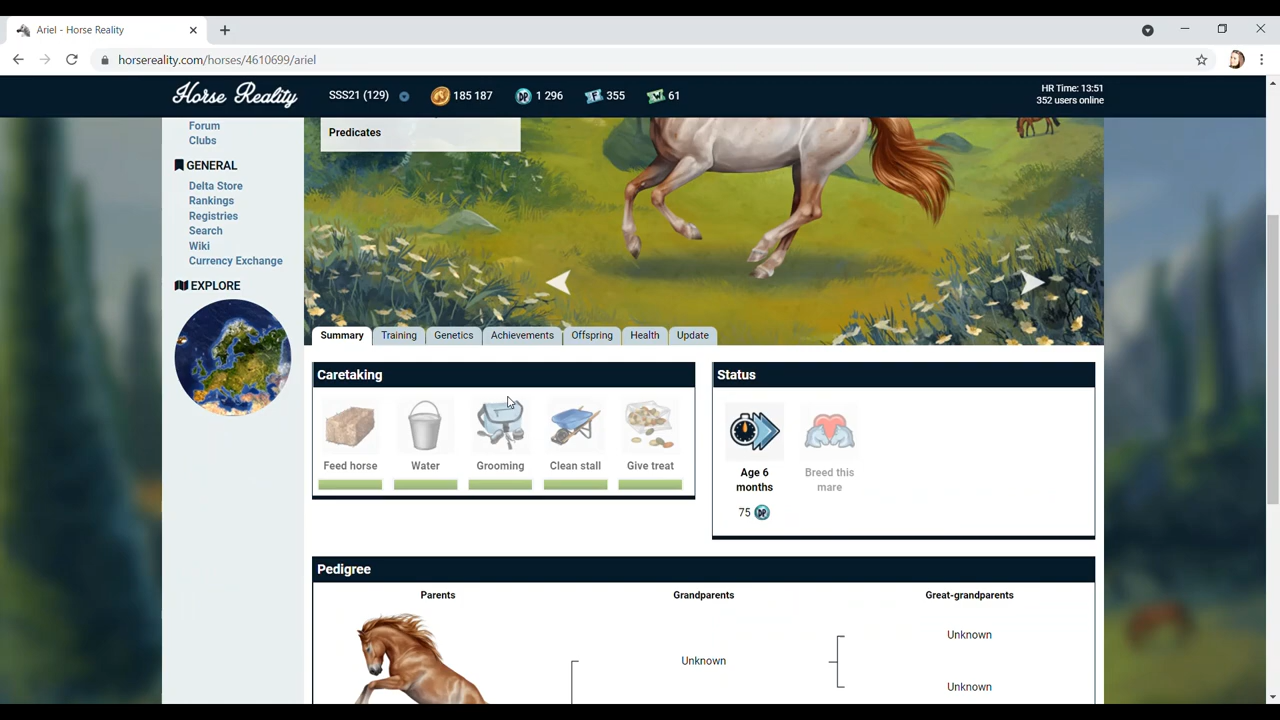 Ariel - Horse Reality
horsereality.com/horses/4610699/ariel
Horse Reality
SSS21 (129)
185 187
DP
1 296
F
355
W
61
HR Time: 13:51
352 users online
Forum
Clubs
GENERAL
Delta Store
Rankings
Registries
Search
Wiki
Currency Exchange
EXPLORE
Predicates
Summary
Training
Genetics
Achievements
Offspring
Health
Update
Caretaking
Feed horse
Water
Grooming
Clean stall
Give treat
Status
Age 6
months
75
DP
Breed this
mare
Pedigree
Parents
Grandparents
Great-grandparents
Unknown
Unknown
Unknown